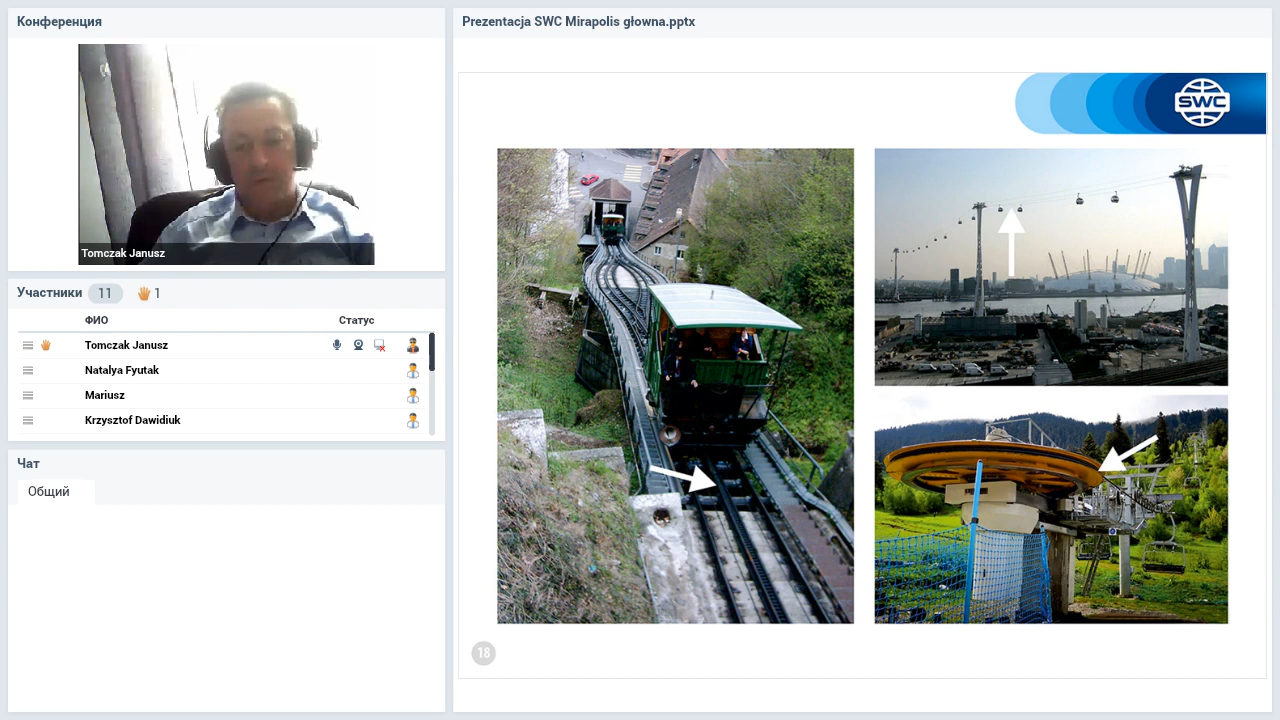 Конференция
Tomczak Janusz
Участники 11 1
ФИО Статус
Tomczak Janusz
Natalya Fyutak
Mariusz
Krzysztof Dawidiuk
Чат
Общий
Prezentacja SWC Mirapolis głowna.pptx
SWC
18